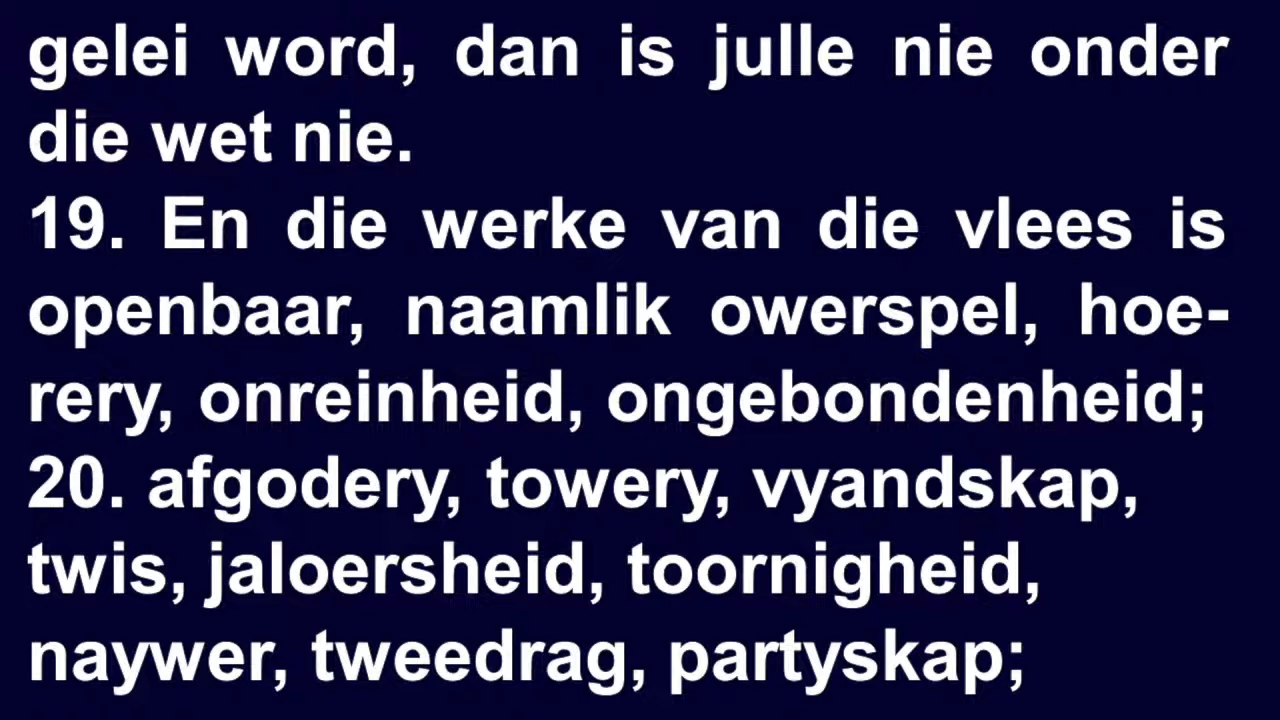 gelei word, dan is julle nie onder
die wet nie.
19. En die werke van die vlees is
openbaar, naamlik owerspel, hoe-
rery, onreinheid, ongebondenheid;
20. afgodery, towery, vyandskap,
twis, jaloersheid, toornigheid,
naywer, tweedrag, partyskap;